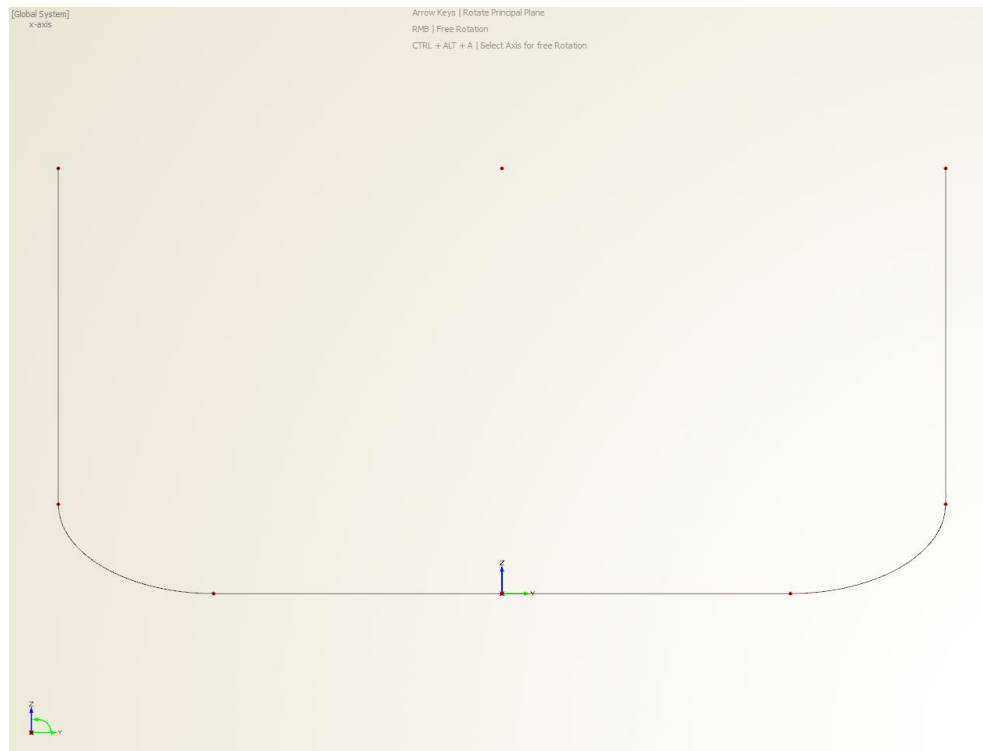 [Global System]
x-axis
Arrow Keys | Rotate Principal Plane
RMB | Free Rotation
CTRL + ALT + A | Select Axis for free Rotation
Z
Y
Z
Y